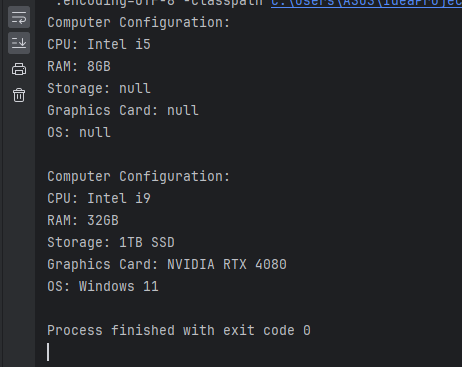 .encoding=UTF-8 -classpath C:\Users\ASUS\IdeaProjec
Computer Configuration:
CPU: Intel i5
RAM: 8GB
Storage: null
Graphics Card: null
OS: null
Computer Configuration:
CPU: Intel i9
RAM: 32GB
Storage: 1TB SSD
Graphics Card: NVIDIA RTX 4080
OS: Windows 11
Process finished with exit code 0